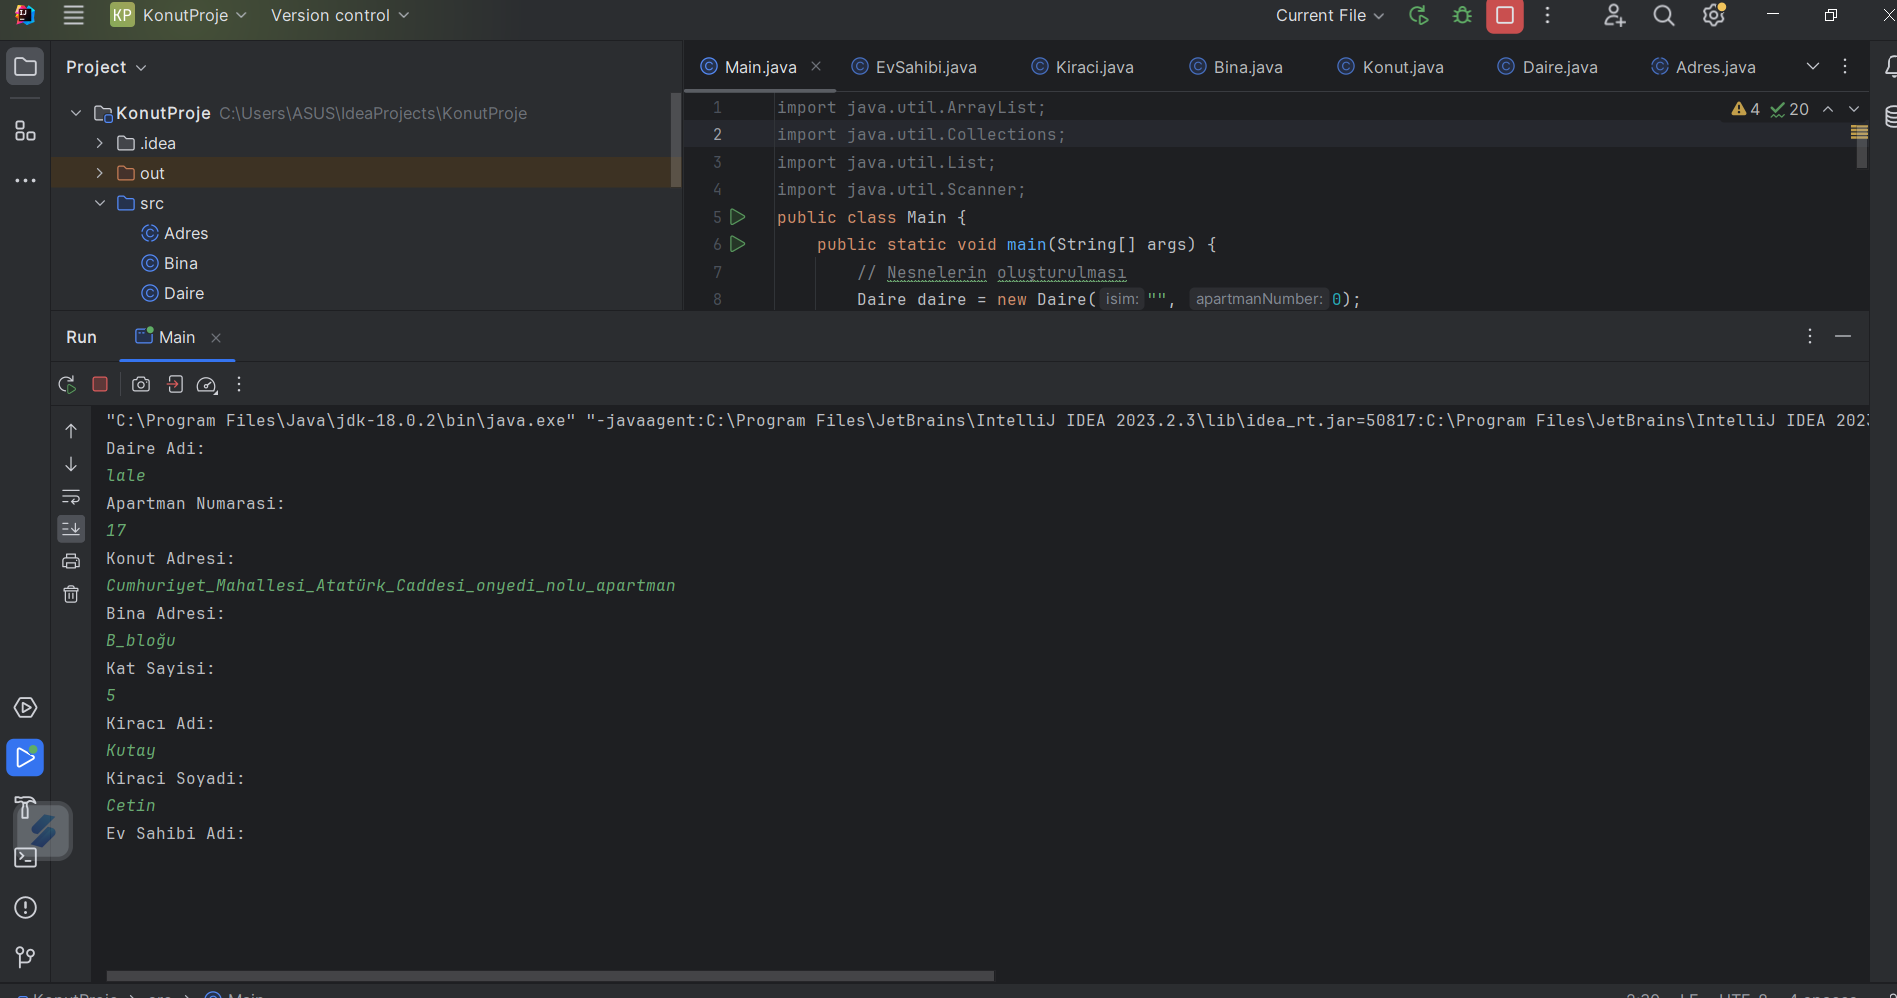 KP KonutProje Version control Current File
Project
Main.java EvSahibi.java Kiraci.java Bina.java Konut.java Daire.java Adres.java
KonutProje C:\Users\ASUS\IdeaProjects\KonutProje
.idea
out
src
Adres
Bina
Daire
4 20
1 import java.util.ArrayList;
2 import java.util.Collections;
3 import java.util.List;
4 import java.util.Scanner;
5 public class Main {
6 public static void main(String[] args) {
7 // Nesnelerin oluşturulması
8 Daire daire = new Daire( isim: "", apartmanNumber: 0);
Run Main
"C:\Program Files\Java\jdk-18.0.2\bin\java.exe" "-javaagent:C:\Program Files\JetBrains\IntelliJ IDEA 2023.2.3\lib\idea_rt.jar=50817:C:\Program Files\JetBrains\IntelliJ IDEA 202
Daire Adi:
lale
Apartman Numarasi:
17
Konut Adresi:
Cumhuriyet_Mahallesi_Atatürk_Caddesi_onyedi_nolu_apartman
Bina Adresi:
B_bloğu
Kat Sayisi:
5
Kiracı Adi:
Kutay
Kiraci Soyadi:
Cetin
Ev Sahibi Adi:
KonutProje src Main